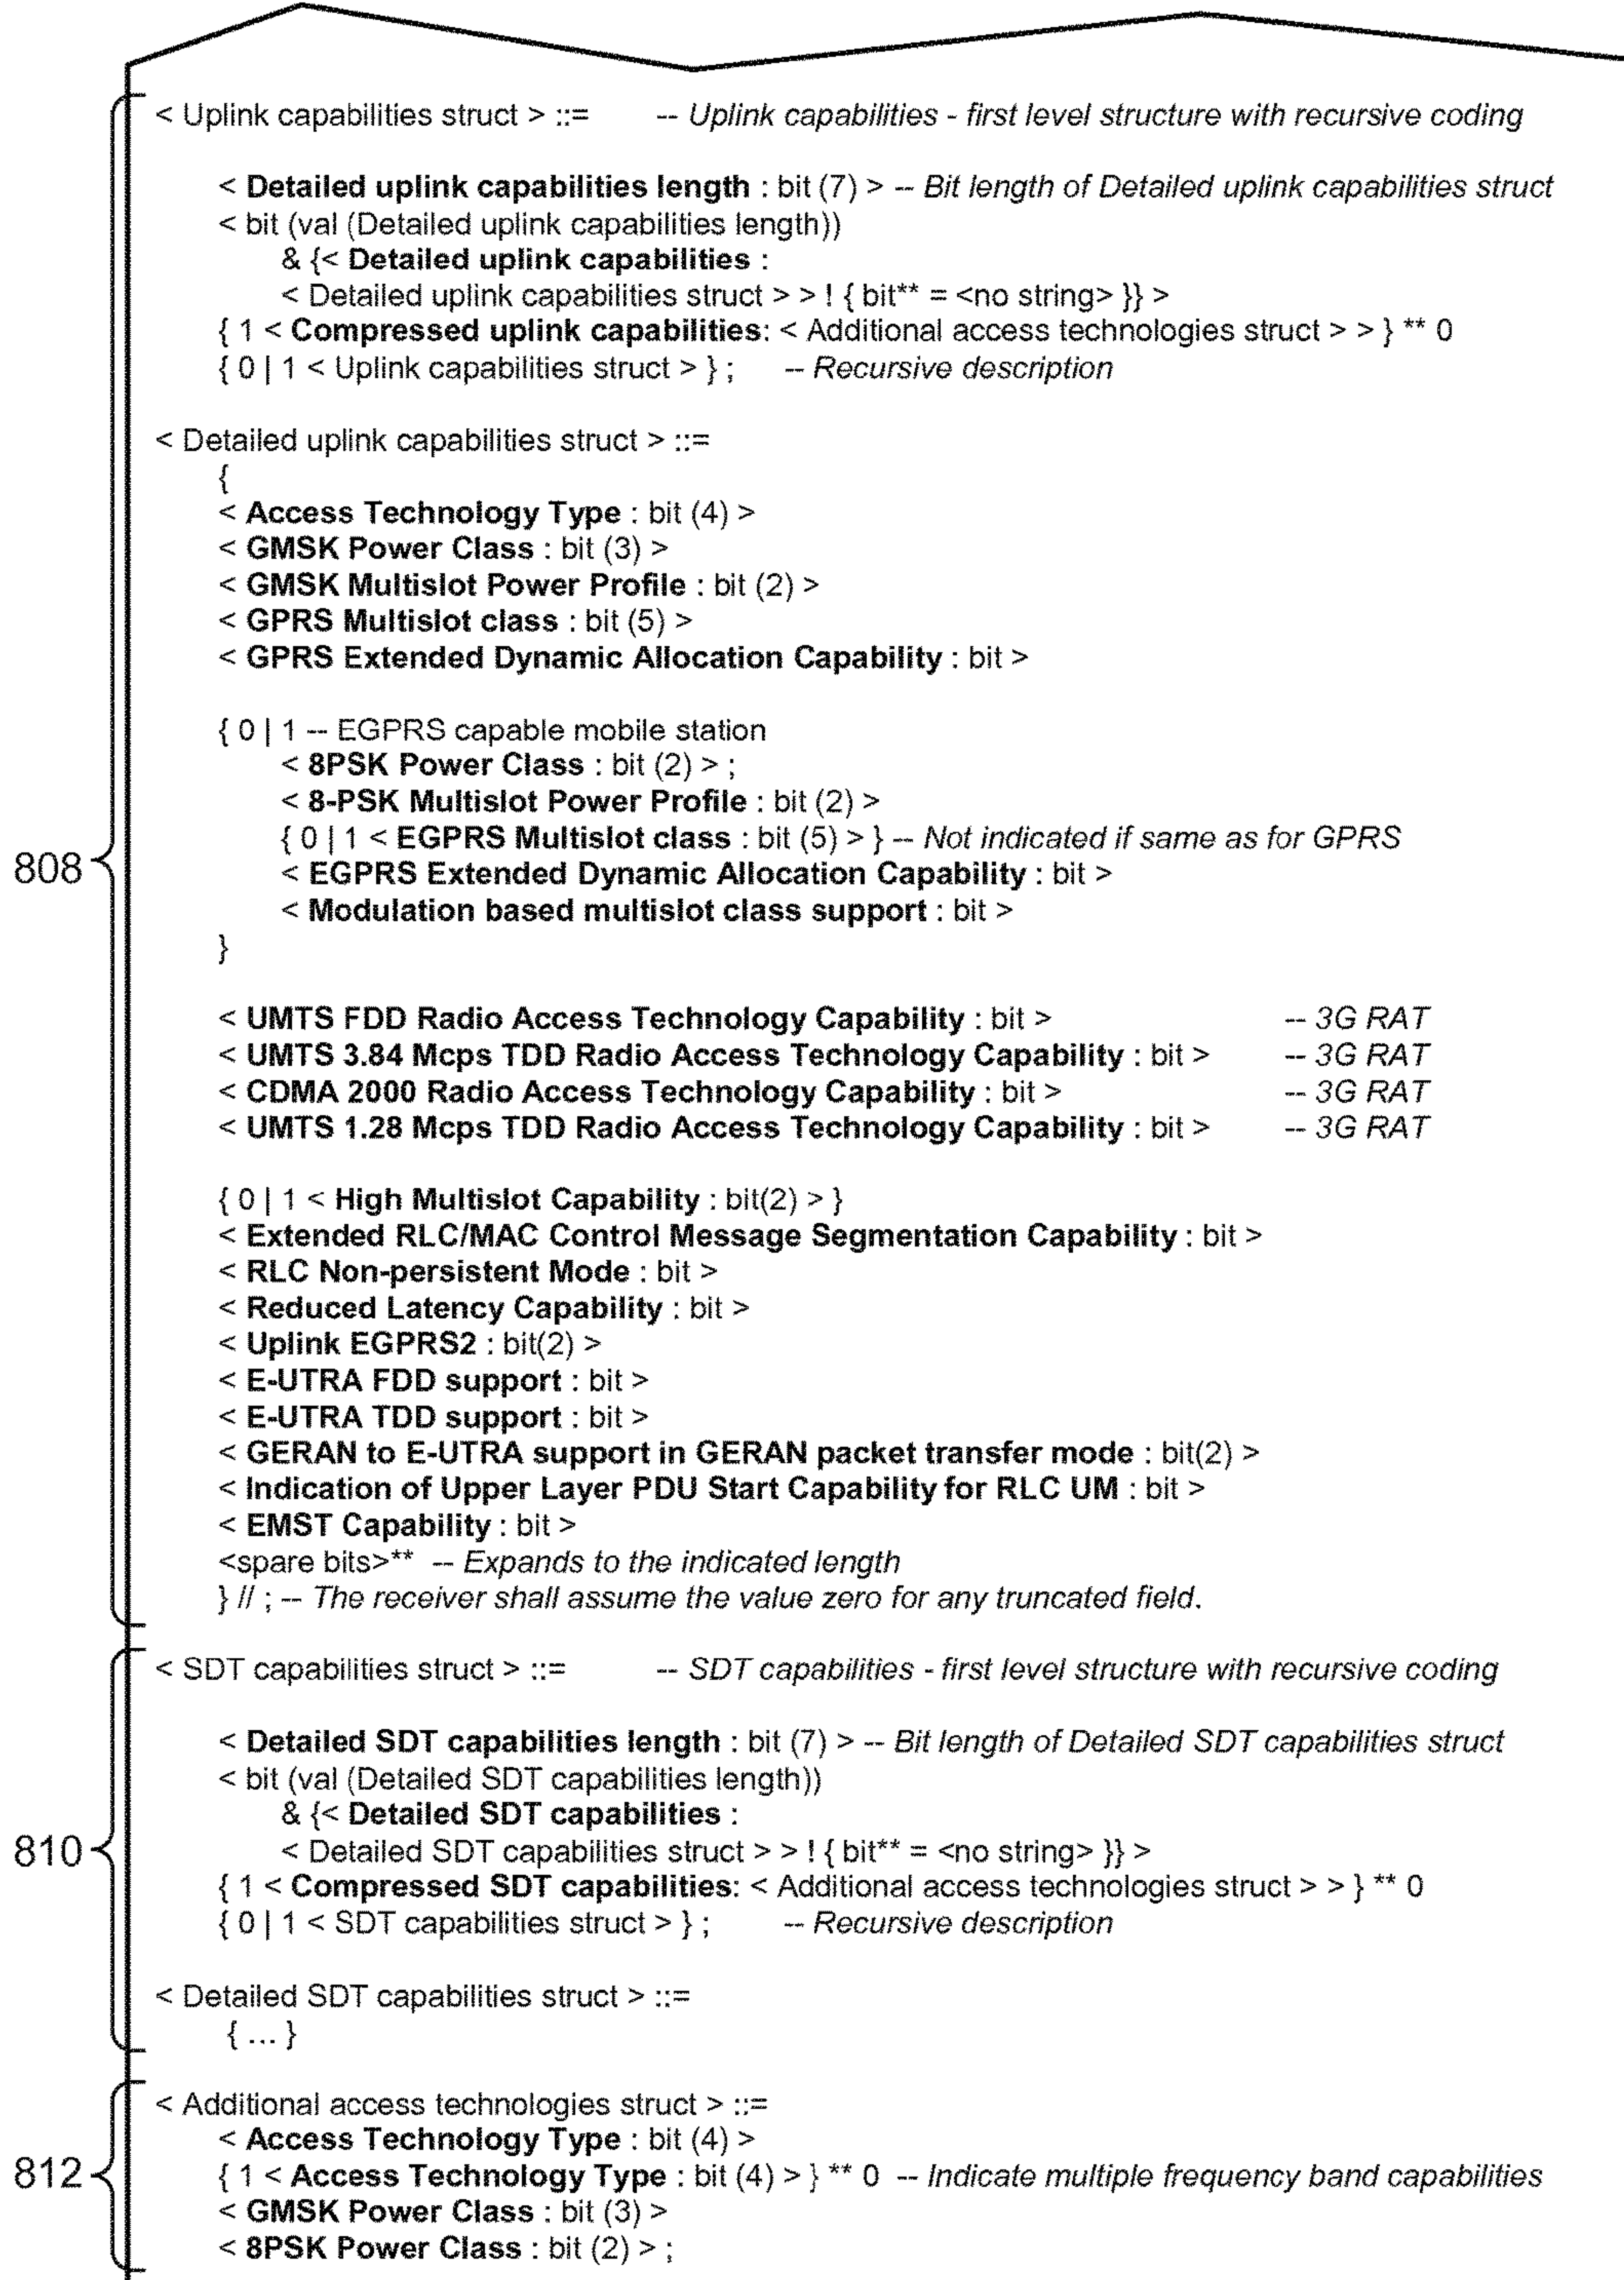 < Uplink capabilities struct > ::= -- Uplink capabilities - first level structure with recursive coding
< Detailed uplink capabilities length : bit (7) > -- Bit length of Detailed uplink capabilities struct
< bit (val (Detailed uplink capabilities length))
& {< Detailed uplink capabilities :
< Detailed uplink capabilities struct > > ! { bit** = <no string> }} >
{ 1 < Compressed uplink capabilities: < Additional access technologies struct > > } ** 0
{ 0 | 1 < Uplink capabilities struct > } ; -- Recursive description
< Detailed uplink capabilities struct > ::=
{
< Access Technology Type : bit (4) >
< GMSK Power Class : bit (3) >
< GMSK Multislot Power Profile : bit (2) >
< GPRS Multislot class : bit (5) >
< GPRS Extended Dynamic Allocation Capability : bit >
{ 0 | 1 -- EGPRS capable mobile station
< 8PSK Power Class : bit (2) > ;
< 8-PSK Multislot Power Profile : bit (2) >
{ 0 | 1 < EGPRS Multislot class : bit (5) > } -- Not indicated if same as for GPRS
808
< EGPRS Extended Dynamic Allocation Capability : bit >
< Modulation based multislot class support : bit >
}
< UMTS FDD Radio Access Technology Capability : bit > -- 3G RAT
< UMTS 3.84 Mcps TDD Radio Access Technology Capability : bit > -- 3G RAT
< CDMA 2000 Radio Access Technology Capability : bit > -- 3G RAT
< UMTS 1.28 Mcps TDD Radio Access Technology Capability : bit > -- 3G RAT
{ 0 | 1 < High Multislot Capability : bit(2) > }
< Extended RLC/MAC Control Message Segmentation Capability : bit >
< RLC Non-persistent Mode : bit >
< Reduced Latency Capability : bit >
< Uplink EGPRS2 : bit(2) >
< E-UTRA FDD support : bit >
< E-UTRA TDD support : bit >
< GERAN to E-UTRA support in GERAN packet transfer mode : bit(2) >
< Indication of Upper Layer PDU Start Capability for RLC UM : bit >
< EMST Capability : bit >
<spare bits>** -- Expands to the indicated length
} // ; -- The receiver shall assume the value zero for any truncated field.
< SDT capabilities struct > ::= -- SDT capabilities - first level structure with recursive coding
< Detailed SDT capabilities length : bit (7) > -- Bit length of Detailed SDT capabilities struct
< bit (val (Detailed SDT capabilities length))
& {< Detailed SDT capabilities :
810
< Detailed SDT capabilities struct > > ! { bit** = <no string> }} >
{ 1 < Compressed SDT capabilities: < Additional access technologies struct > > } ** 0
{ 0 | 1 < SDT capabilities struct > } ; -- Recursive description
< Detailed SDT capabilities struct > ::=
{ ... }
< Additional access technologies struct > ::=
< Access Technology Type : bit (4) >
812
{ 1 < Access Technology Type : bit (4) > } ** 0 -- Indicate multiple frequency band capabilities
< GMSK Power Class : bit (3) >
< 8PSK Power Class : bit (2) > ;